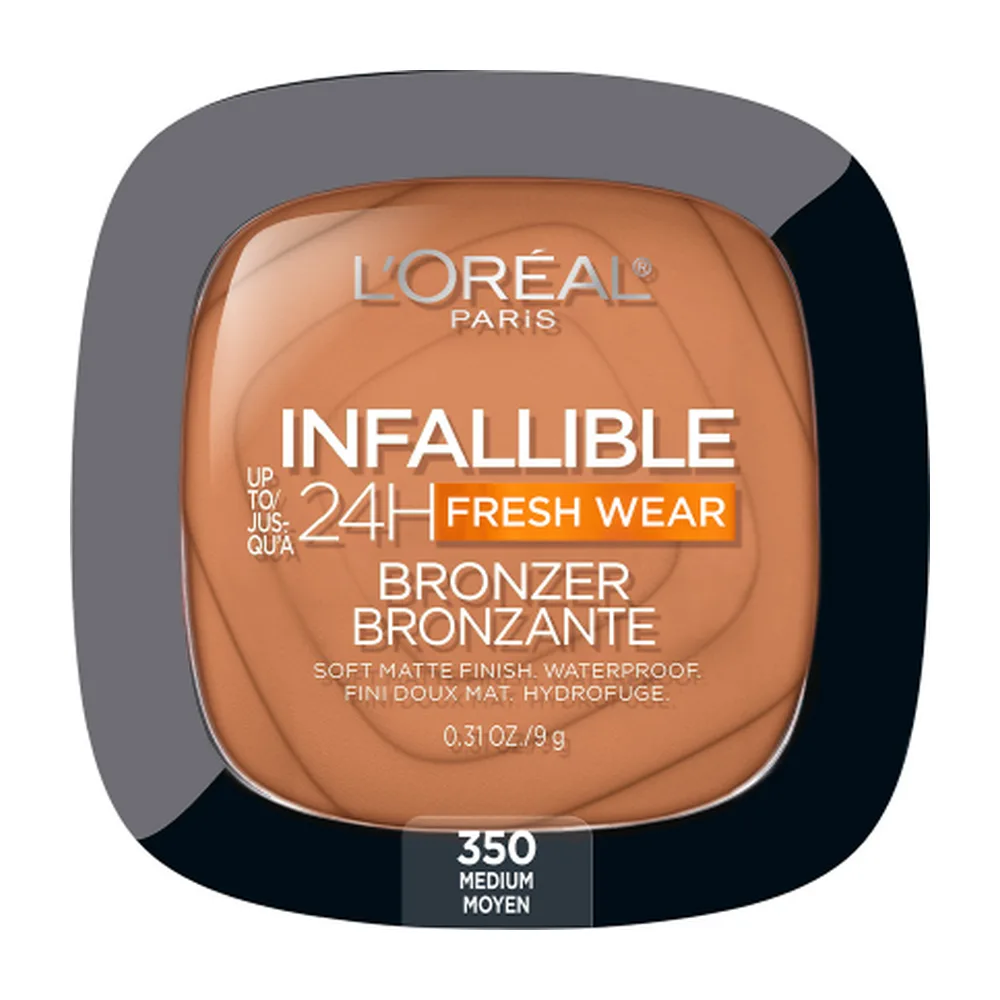 L'ORÉAL®
PARiS
INFALLIBLE
UP TO/ JUS- QU'À
24H FRESH WEAR
BRONZER
BRONZANTE
SOFT MATTE FINISH. WATERPROOF.
FINI DOUX MAT. HYDROFUGE.
0.31 OZ./9 g
350
MEDIUM
MOYEN